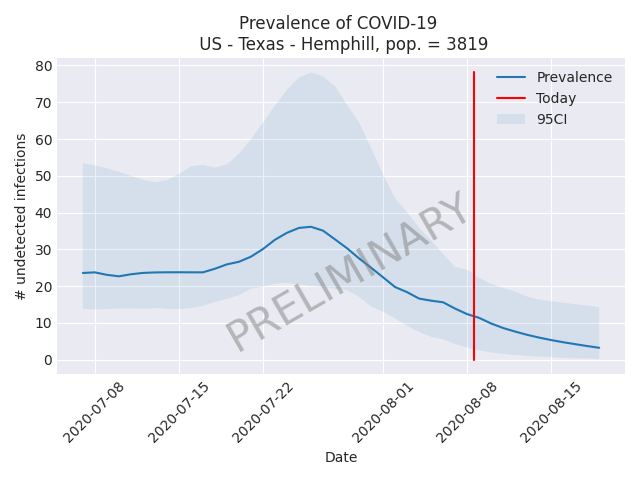 Prevalence of COVID-19
US - Texas - Hemphill, pop. = 3819
# undetected infections
80
70
60
50
40
30
20
10
0
Prevalence
Today
95CI
PRELIMINARY
2020-07-08
2020-07-15
2020-07-22
2020-08-01
2020-08-08
2020-08-15
Date